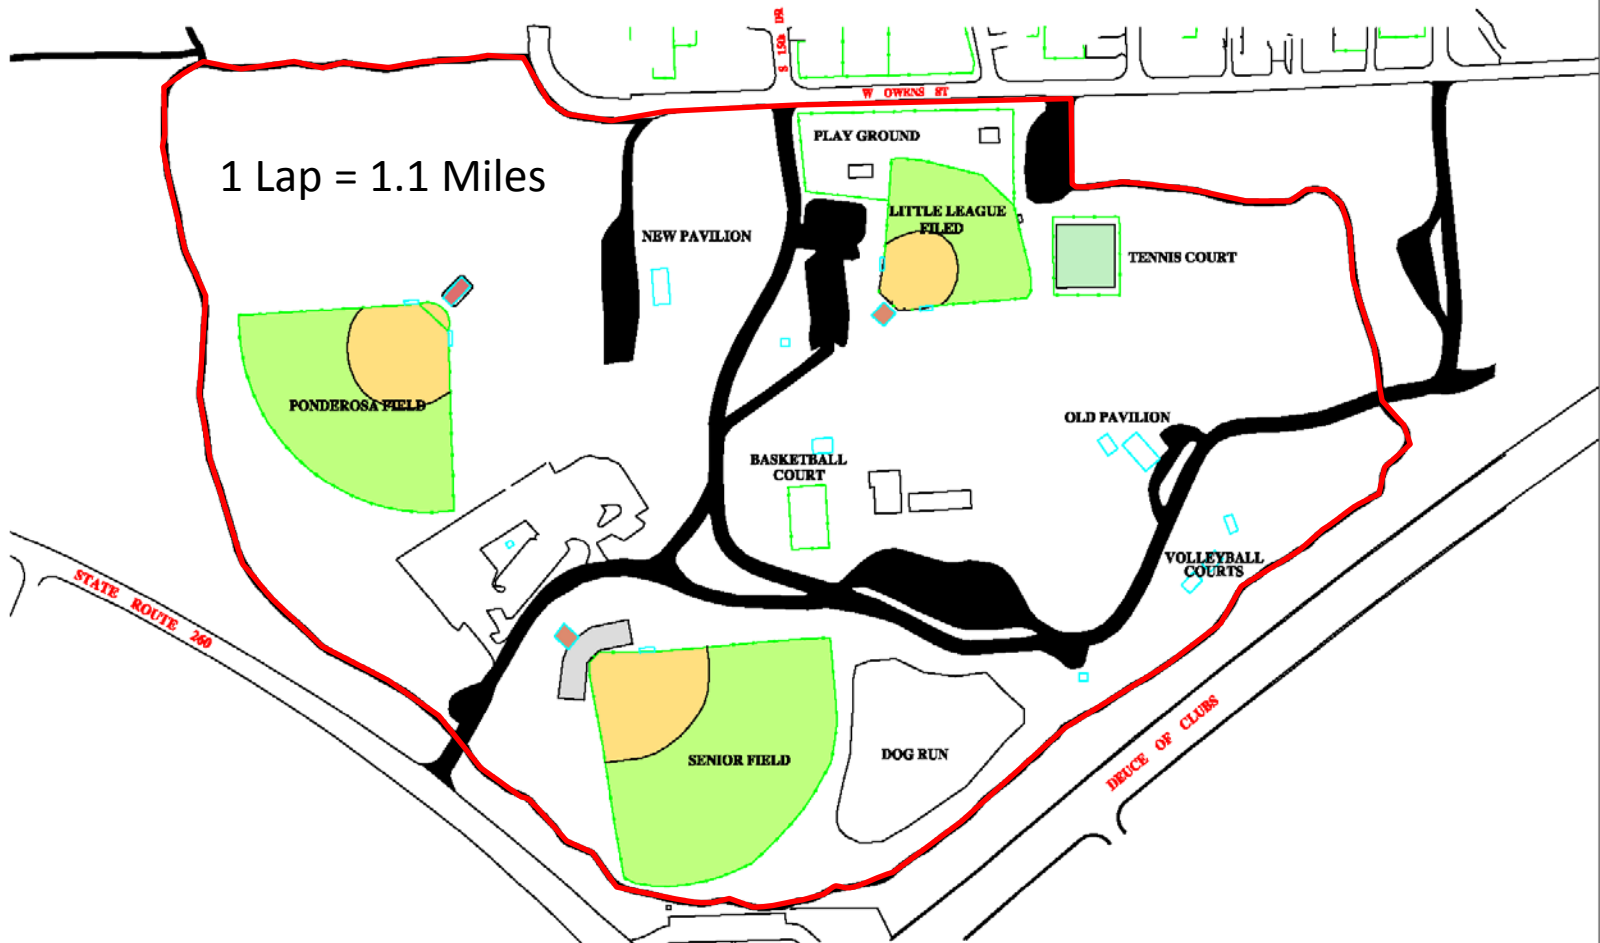 S 150 DR
W OWENS ST
PLAY GROUND
1 Lap = 1.1 Miles
LITTLE LEAGUE
FILED
NEW PAVILION
TENNIS COURT
PONDEROSA FIELD
OLD PAVILION
BASKETBALL
COURT
VOLLEYBALL
COURTS
STATE ROUTE 260
SENIOR FIELD
DOG RUN
DEUCE OF CLUBS